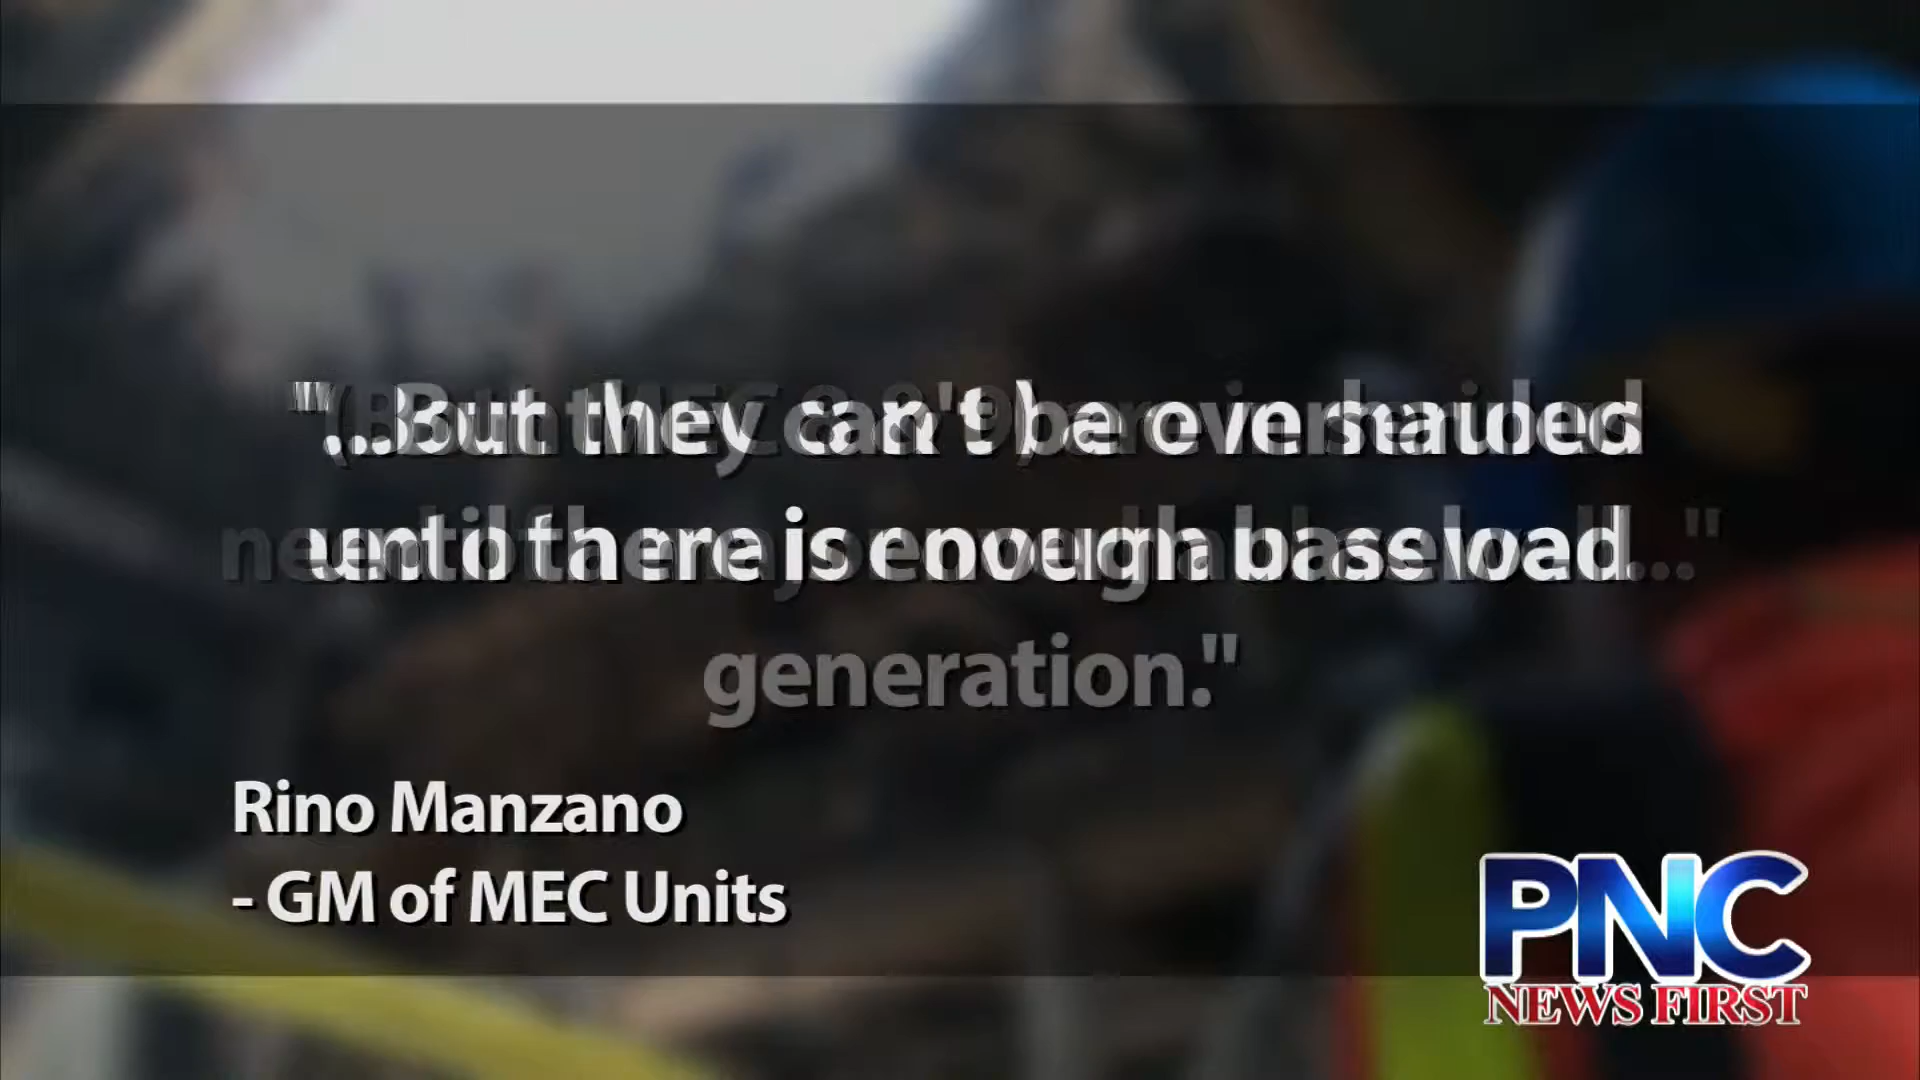 "...But they can't be overhauled
until there is enough baseload
generation."
Rino Manzano
- GM of MEC Units
PNC
NEWS FIRST